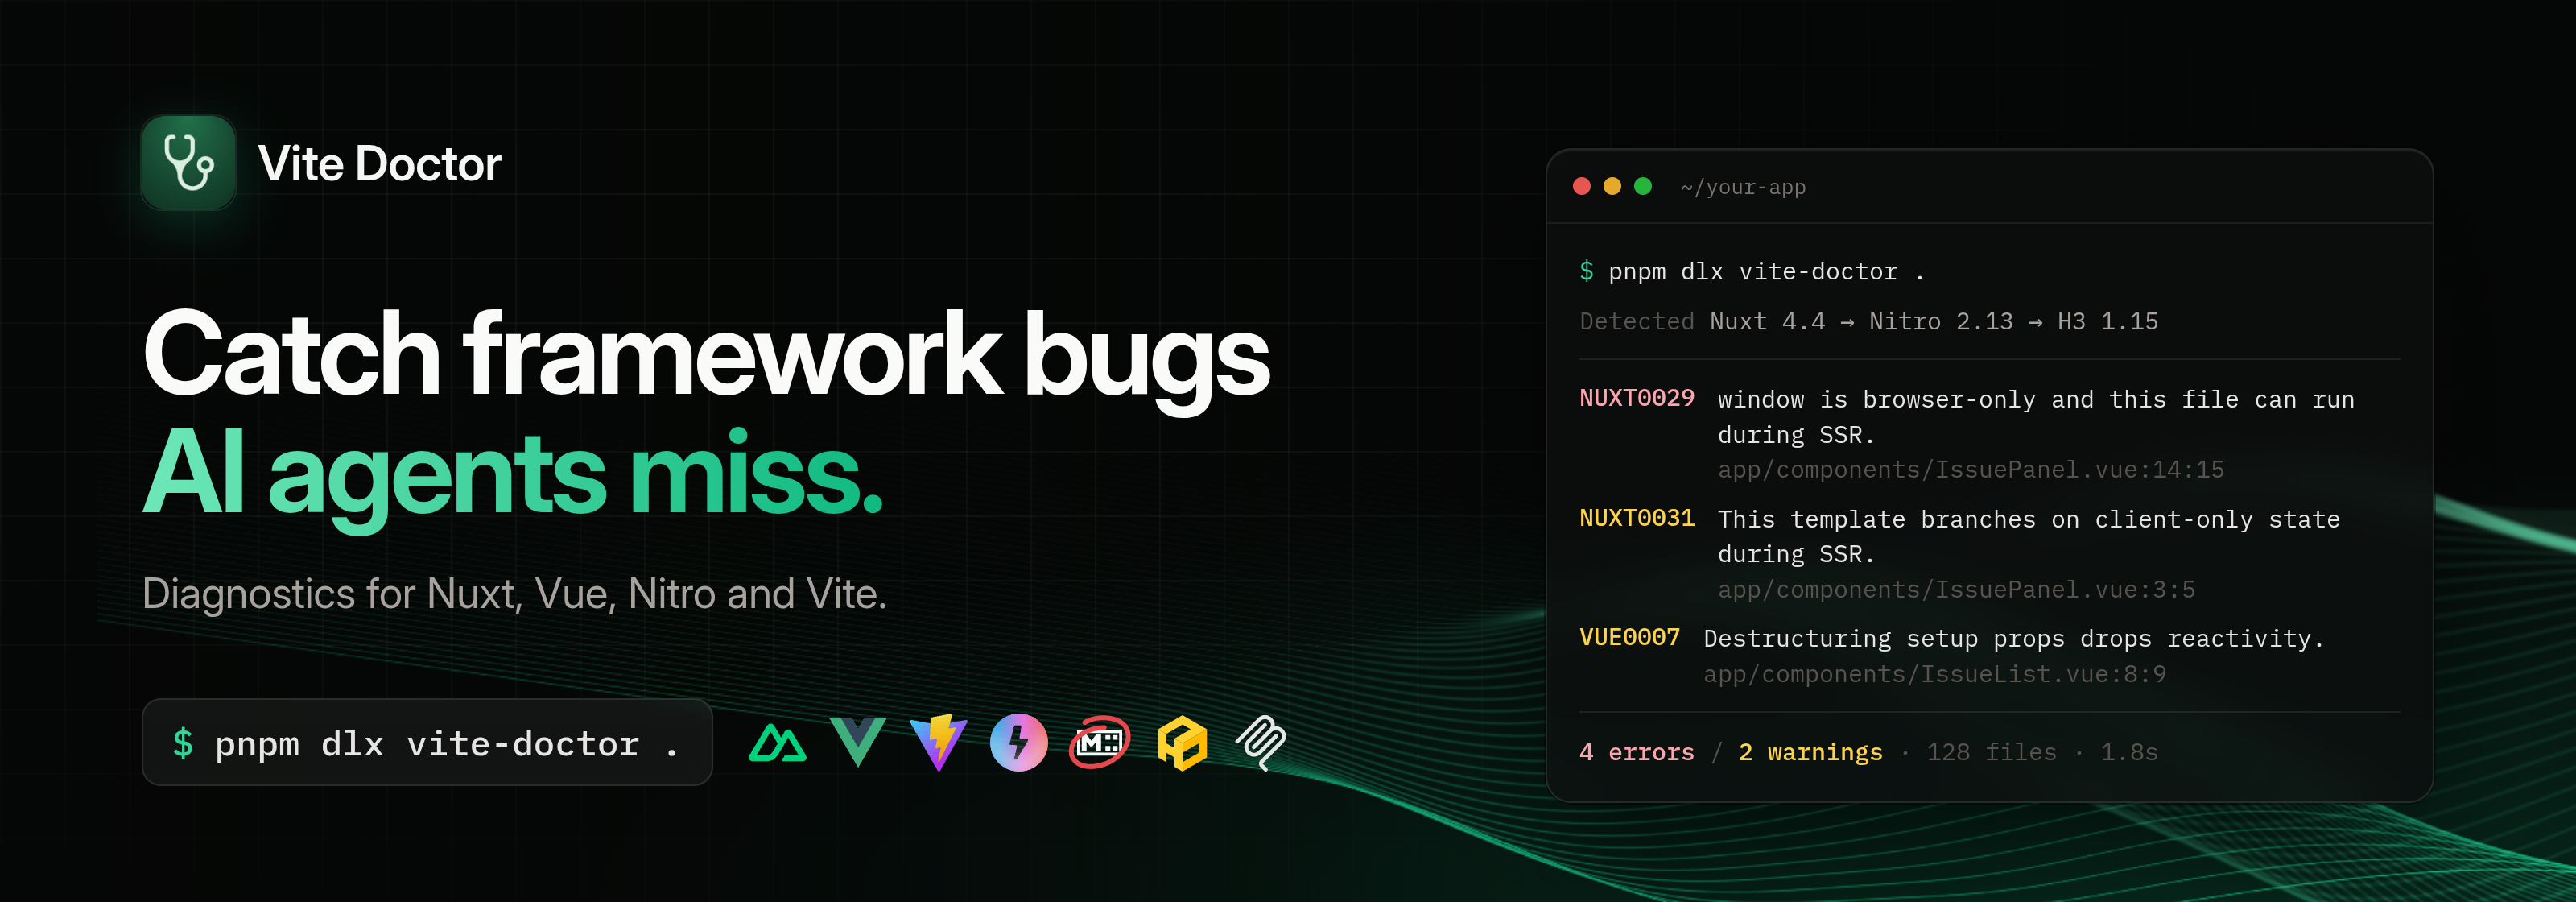 Vite Doctor
Catch framework bugs
AI agents miss.
Diagnostics for Nuxt, Vue, Nitro and Vite.
$ pnpm dlx vite-doctor .
M
~/your-app
$ pnpm dlx vite-doctor .
Detected Nuxt 4.4 → Nitro 2.13 → H3 1.15
NUXT0029 window is browser-only and this file can run
during SSR.
app/components/IssuePanel.vue:14:15
NUXT0031 This template branches on client-only state
during SSR.
app/components/IssuePanel.vue:3:5
VUE0007 Destructuring setup props drops reactivity.
app/components/IssueList.vue:8:9
4 errors / 2 warnings · 128 files · 1.8s